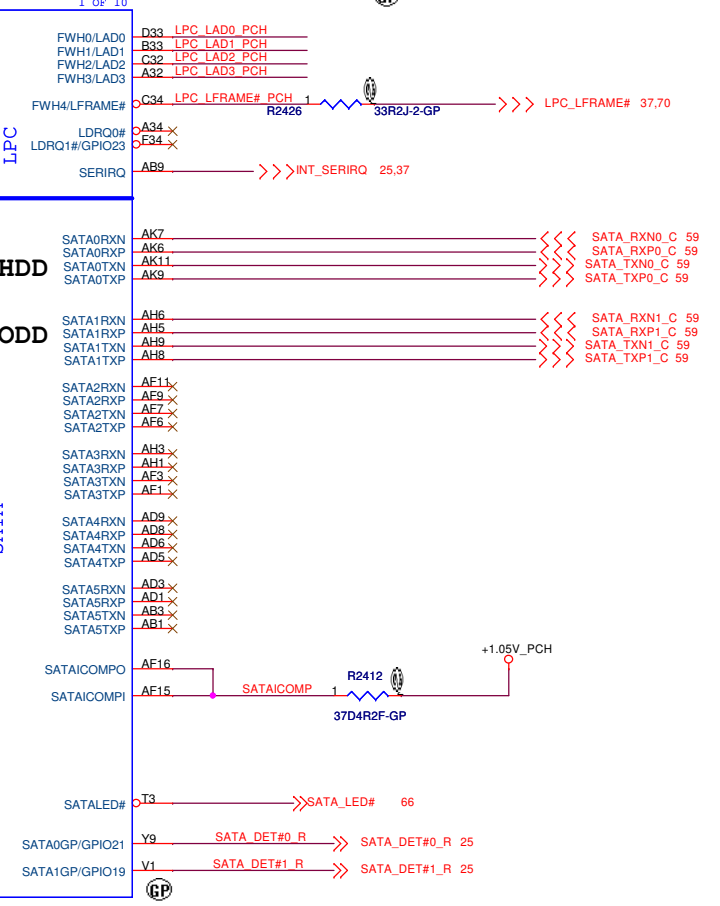 1 OF 10
FWH0/LAD0 D33 LPC_LAD0_PCH
FWH1/LAD1 B33 LPC_LAD1_PCH
FWH2/LAD2 C32 LPC_LAD2_PCH
FWH3/LAD3 A32 LPC_LAD3_PCH
FWH4/LFRAME# C34 LPC_LFRAME#_PCH 1 LPC_LFRAME# 37,70
R2426 33R2J-2-GP
LPC
LDRQ0# A34
LDRQ1#/GPIO23 E34
SERIRQ AB9 INT_SERIRQ 25,37
SATA0RXN AK7 SATA_RXN0_C 59
SATA0RXP AK6 SATA_RXP0_C 59
HDD
SATA0TXN AK11 SATA_TXN0_C 59
SATA0TXP AK9 SATA_TXP0_C 59
SATA1RXN AH6 SATA_RXN1_C 59
ODD
SATA1RXP AH5 SATA_RXP1_C 59
SATA1TXN AH9 SATA_TXN1_C 59
SATA1TXP AH8 SATA_TXP1_C 59
SATA2RXN AF11
SATA2RXP AF9
SATA2TXN AF7
SATA2TXP AF6
SATA3RXN AH3
SATA3RXP AH1
SATA3TXN AF3
SATA3TXP AF1
SATA4RXN AD9
SATA4RXP AD8
SATA4TXN AD6
SATA4TXP AD5
SATA5RXN AD3
SATA5RXP AD1
SATA5TXN AB3
SATA5TXP AB1
+1.05V_PCH
SATAICOMPO AF16
R2412
SATAICOMPI AF15 SATAICOMP 1
37D4R2F-GP
SATALED# T3 SATA_LED# 66
SATA0GP/GPIO21 Y9 SATA_DET#0_R SATA_DET#0_R 25
SATA1GP/GPIO19 V1 SATA_DET#1_R SATA_DET#1_R 25
GP